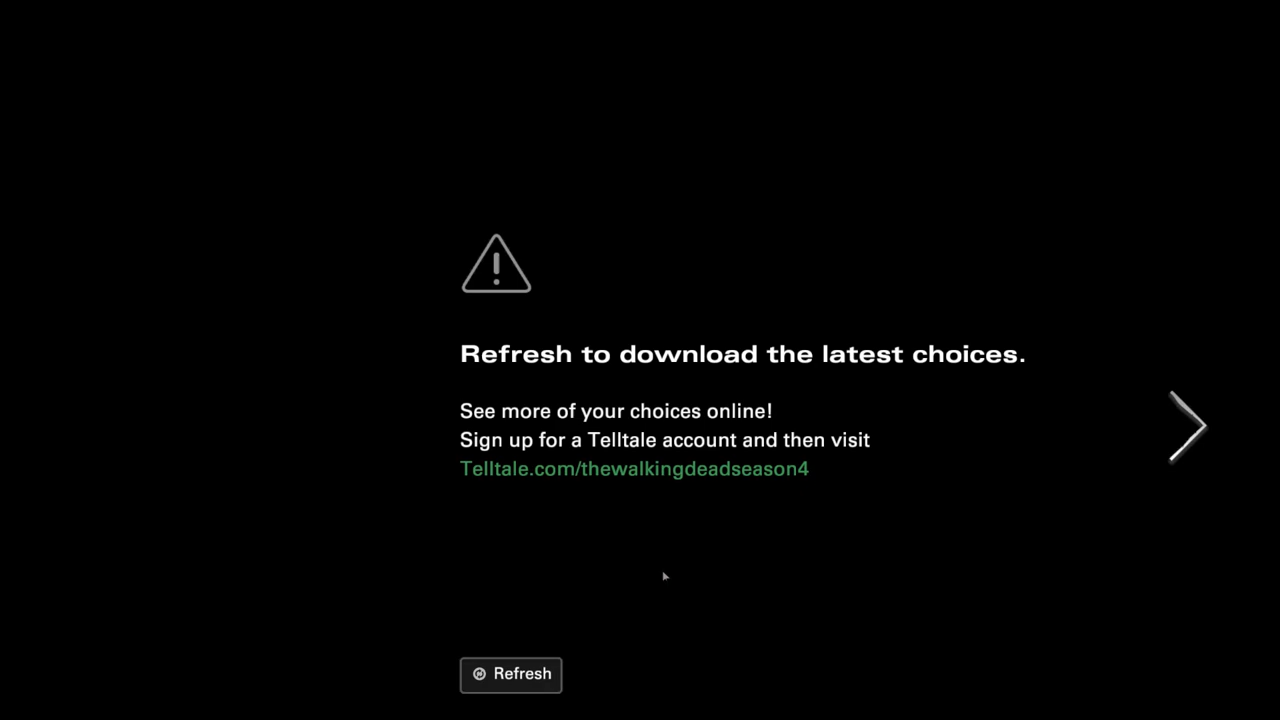 Refresh to download the latest choices.
See more of your choices online!
Sign up for a Telltale account and then visit
Telltale.com/thewalkingdeadseason4
Refresh